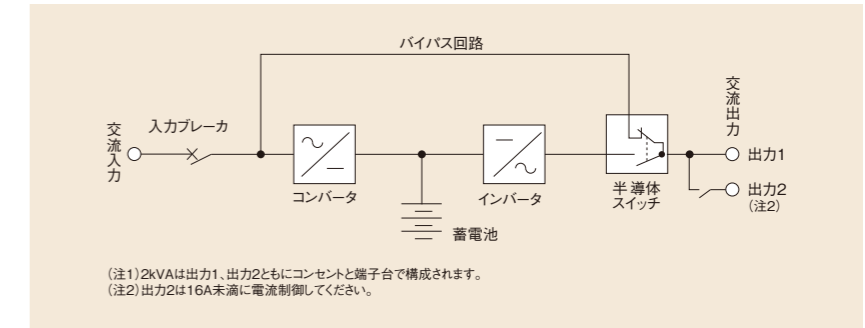 バイパス回路
交流入力
入力ブレーカ
コンバータ
蓄電池
インバータ
半導体
スイッチ
交流出力
出力1
出力2
(注2)
(注1)2kVAは出力1、出力2ともにコンセントと端子台で構成されます。
(注2)出力2は16A未満に電流制御してください。